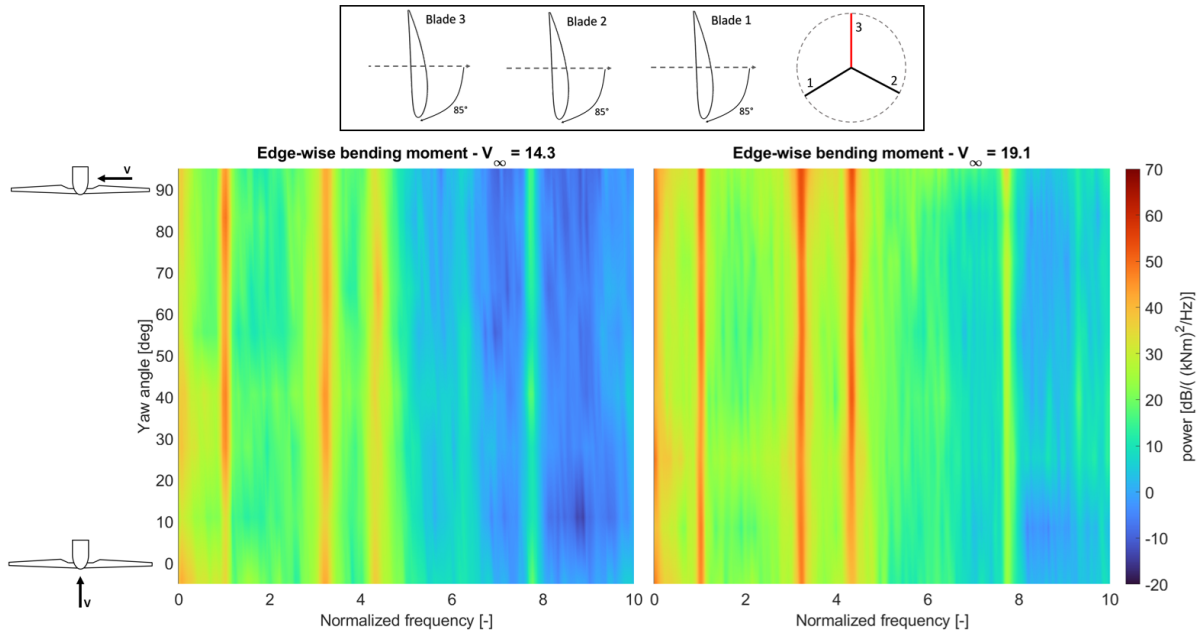 Blade 3
Blade 2
Blade 1
3
1
2
85°
85°
85°
Edge-wise bending moment - V∞ = 14.3
Edge-wise bending moment - V∞ = 19.1
V
V
Yaw angle [deg]
90
80
70
60
50
40
30
20
10
0
0 2 4 6 8 10
Normalized frequency [-]
0 2 4 6 8 10
Normalized frequency [-]
70
60
50
40
30
20
10
0
-10
-20
power [dB/( (kNm)²/Hz)]